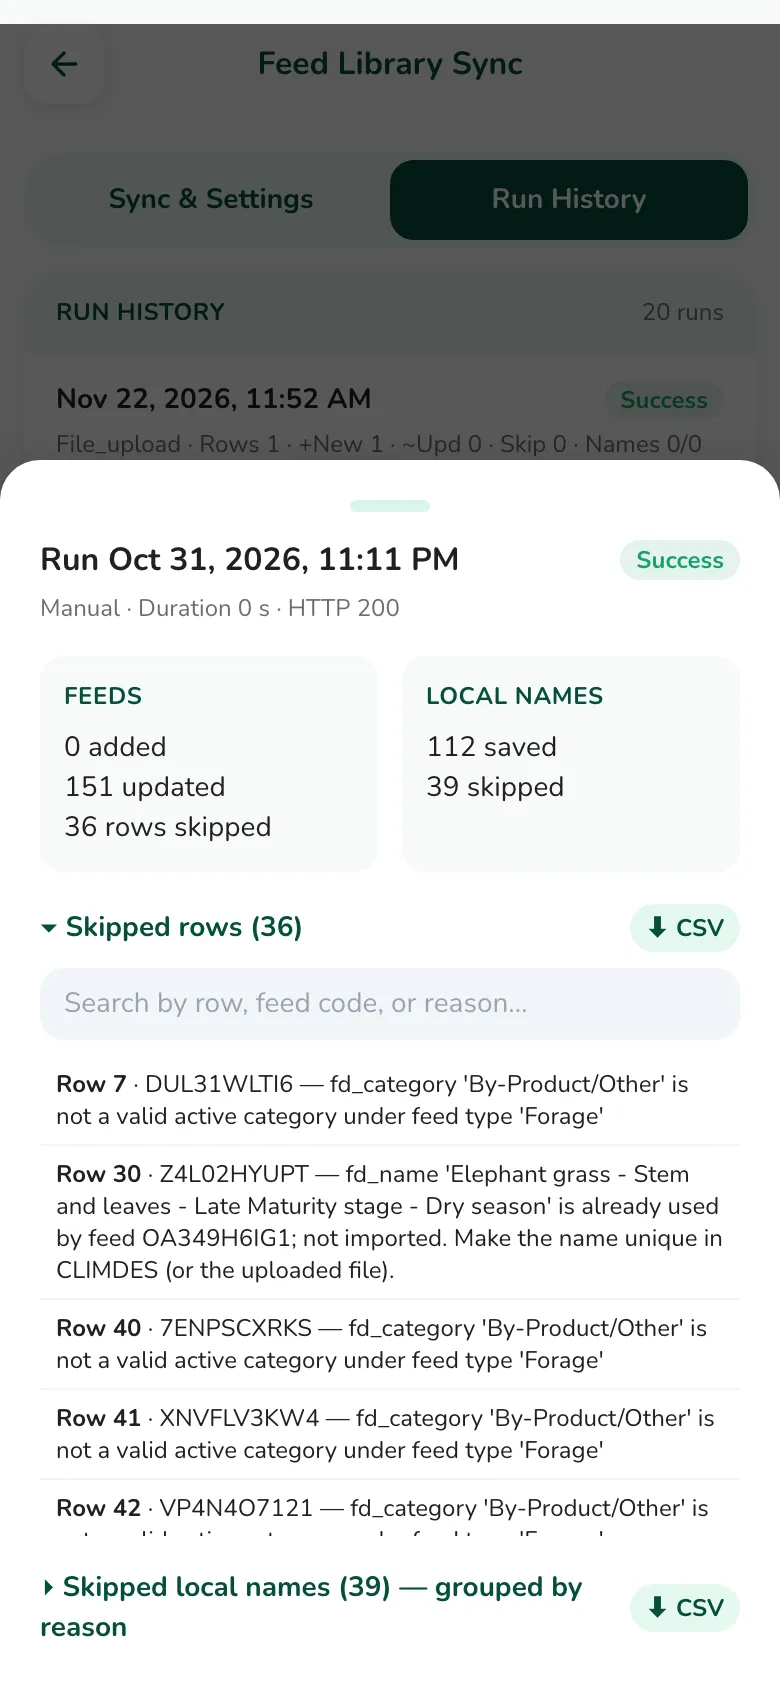 Feed Library Sync
Sync & Settings
Run History
RUN HISTORY
20 runs
Nov 22, 2026, 11:52 AM
Success
File_upload · Rows 1 · +New 1 · ~Upd 0 · Skip 0 · Names 0/0
Run Oct 31, 2026, 11:11 PM
Success
Manual · Duration 0 s · HTTP 200
FEEDS
0 added
151 updated
36 rows skipped
LOCAL NAMES
112 saved
39 skipped
Skipped rows (36)
CSV
Search by row, feed code, or reason...
Row 7 · DUL31WLTI6 — fd_category 'By-Product/Other' is
not a valid active category under feed type 'Forage'
Row 30 · Z4L02HYUPT — fd_name 'Elephant grass - Stem
and leaves - Late Maturity stage - Dry season' is already used
by feed OA349H6IG1; not imported. Make the name unique in
CLIMDES (or the uploaded file).
Row 40 · 7ENPSCXRKS — fd_category 'By-Product/Other' is
not a valid active category under feed type 'Forage'
Row 41 · XNVFLV3KW4 — fd_category 'By-Product/Other' is
not a valid active category under feed type 'Forage'
Row 42 · VP4N4O7121 — fd_category 'By-Product/Other' is
Skipped local names (39) — grouped by
reason
CSV